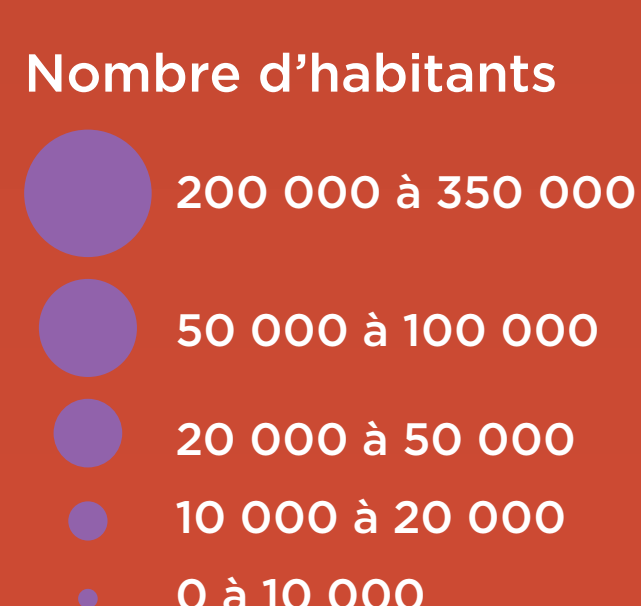 Nombre d’habitants
200 000 à 350 000
50 000 à 100 000
20 000 à 50 000
10 000 à 20 000
0 à 10 000